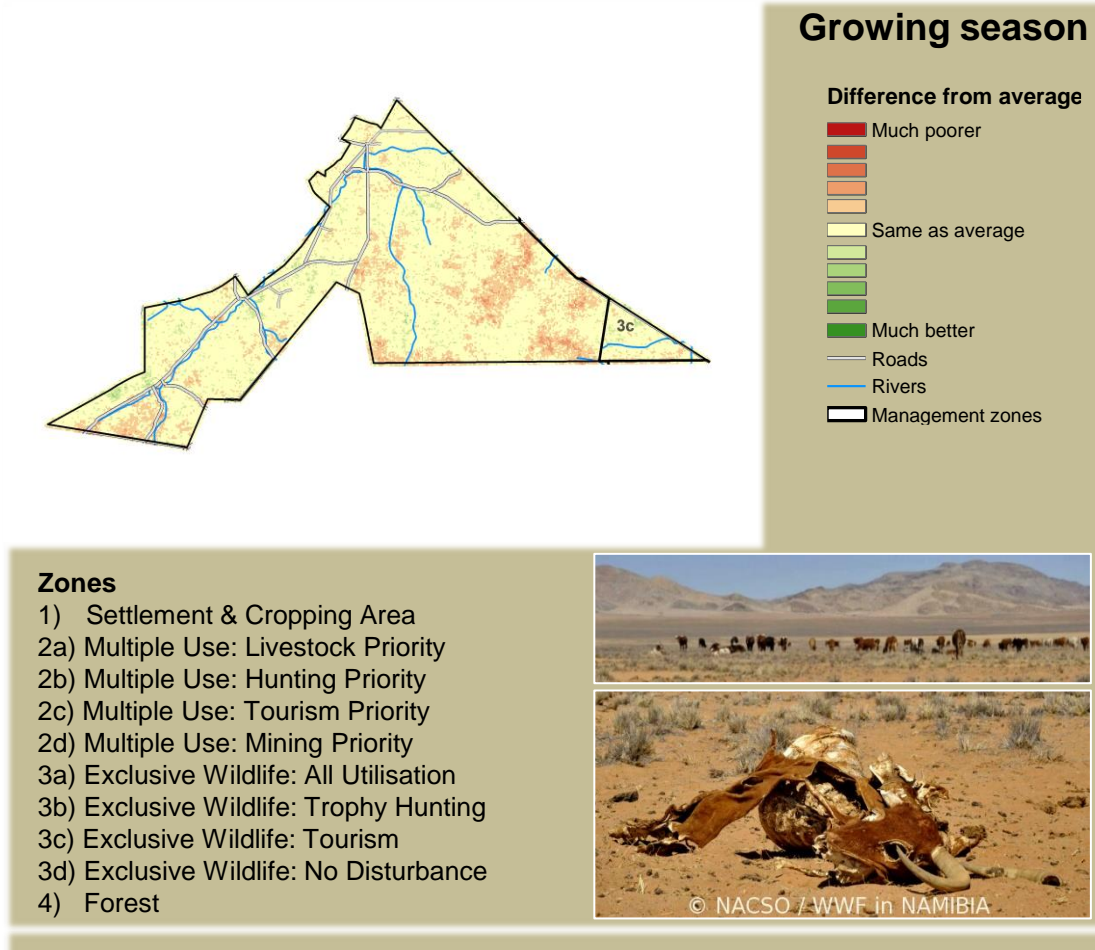 Growing season
Difference from average
Much poorer
Same as average
Much better
Roads
Rivers
Management zones
3c
Zones
1) Settlement & Cropping Area
2a) Multiple Use: Livestock Priority
2b) Multiple Use: Hunting Priority
2c) Multiple Use: Tourism Priority
2d) Multiple Use: Mining Priority
3a) Exclusive Wildlife: All Utilisation
3b) Exclusive Wildlife: Trophy Hunting
3c) Exclusive Wildlife: Tourism
3d) Exclusive Wildlife: No Disturbance
4) Forest
© NACSO / WWF in NAMIBIA